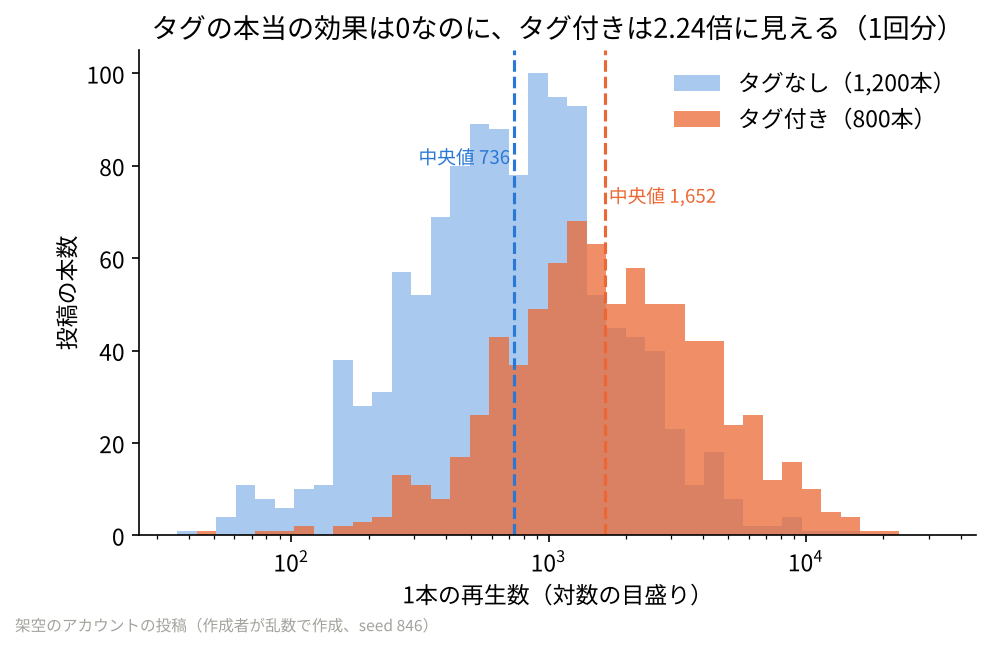 タグの本当の効果は0なのに、タグ付きは2.24倍に見える（1回分）
タグなし（1,200本）
タグ付き（800本）
中央値 736
中央値 1,652
投稿の本数
100
80
60
40
20
0
10²
10³
10⁴
1本の再生数（対数の目盛り）
架空のアカウントの投稿（作成者が乱数で作成、seed 846）